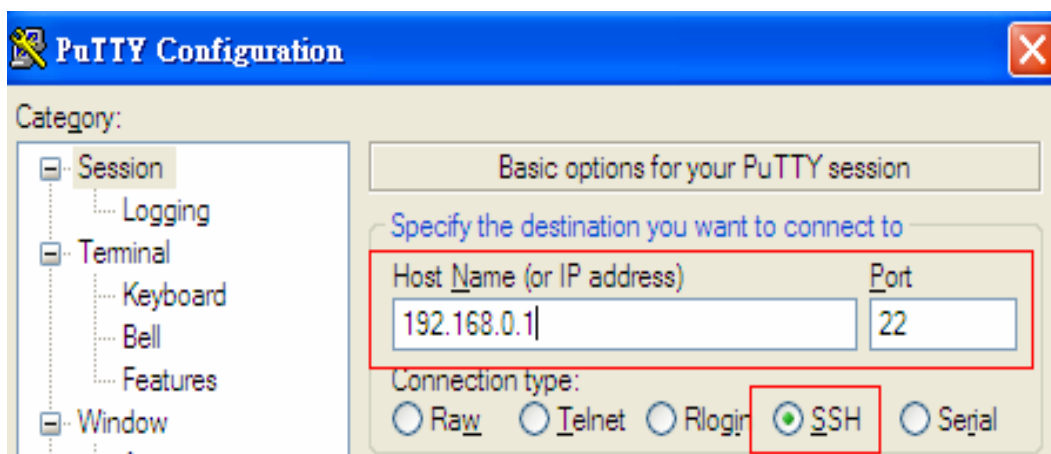 PuTTY Configuration
Category:
Session
Logging
Terminal
Keyboard
Bell
Features
Window
Basic options for your PuTTY session
Specify the destination you want to connect to
Host Name (or IP address) Port
192.168.0.1 22
Connection type:
Raw Telnet Rlogin SSH Serial